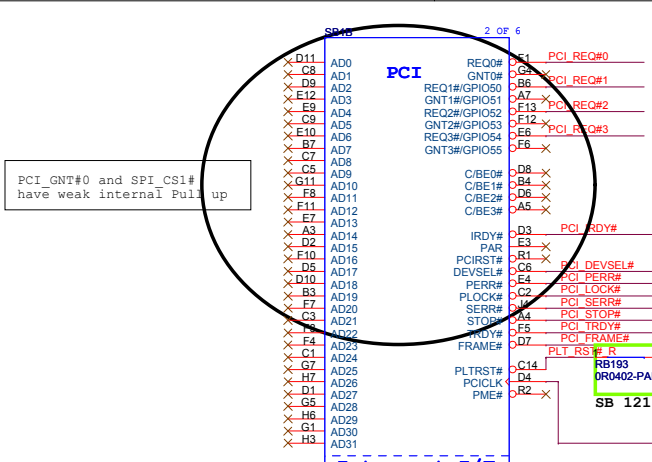 SB1B
2 OF 6
PCI
D11 AD0
C8 AD1
D9 AD2
E12 AD3
E9 AD4
C9 AD5
E10 AD6
B7 AD7
C7 AD8
C5 AD9
G11 AD10
F8 AD11
F11 AD12
E7 AD13
A3 AD14
D2 AD15
F10 AD16
D5 AD17
D10 AD18
B3 AD19
F7 AD20
C3 AD21
F3 AD22
F4 AD23
C1 AD24
G7 AD25
H7 AD26
D1 AD27
G5 AD28
H6 AD29
G1 AD30
H3 AD31
REQ0# F1 PCI_REQ#0
GNT0# G4
REQ1#/GPIO50 B6 PCI_REQ#1
GNT1#/GPIO51 A7
REQ2#/GPIO52 F13 PCI_REQ#2
GNT2#/GPIO53 F12
REQ3#/GPIO54 E6 PCI_REQ#3
GNT3#/GPIO55 F6
C/BE0# D8
C/BE1# B4
C/BE2# D6
C/BE3# A5
IRDY# D3 PCI_IRDY#
PAR E3
PCIRST# R1
DEVSEL# C6 PCI_DEVSEL#
PERR# E4 PCI_PERR#
PLOCK# C2 PCI_LOCK#
SERR# J4 PCI_SERR#
STOP# A4 PCI_STOP#
TRDY# F5 PCI_TRDY#
FRAME# D7 PCI_FRAME#
PLTRST# C14 PLT_RST#_R
PCICLK D4
PME# R2
PCI_GNT#0 and SPI_CS1#
have weak internal Pull up
RB193
0R0402-PA
SB 121